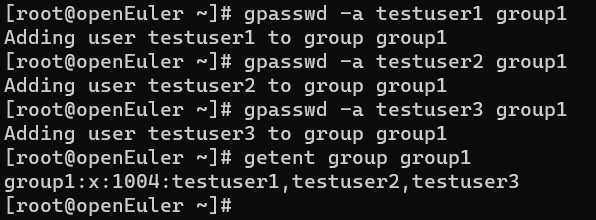 [root@openEuler ~]# gpasswd -a testuser1 group1
Adding user testuser1 to group group1
[root@openEuler ~]# gpasswd -a testuser2 group1
Adding user testuser2 to group group1
[root@openEuler ~]# gpasswd -a testuser3 group1
Adding user testuser3 to group group1
[root@openEuler ~]# getent group group1
group1:x:1004:testuser1,testuser2,testuser3
[root@openEuler ~]#